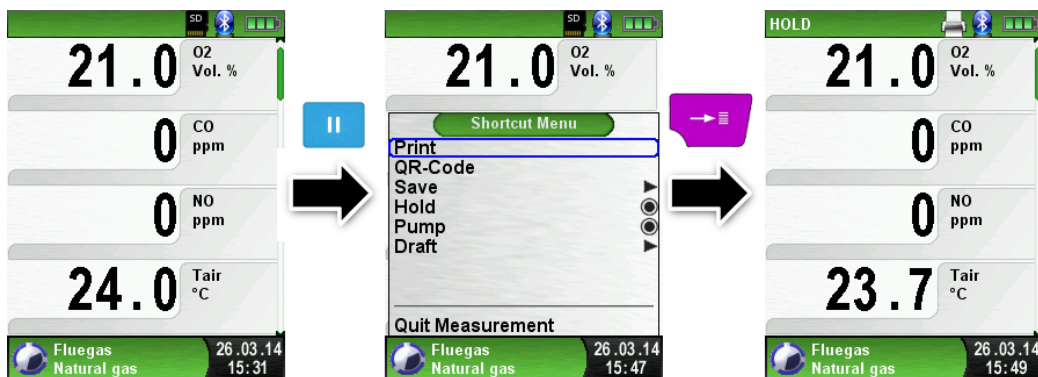 SD
21.0 O2
Vol. %
0 CO
ppm
0 NO
ppm
24.0 Tair
°C
Fluegas 26.03.14
Natural gas 15:31
SD
21.0 O2
Vol. %
Shortcut Menu
Print
QR-Code
Save
Hold
Pump
Draft
Quit Measurement
Fluegas 26.03.14
Natural gas 15:47
HOLD
21.0 O2
Vol. %
0 CO
ppm
0 NO
ppm
23.7 Tair
°C
Fluegas 26.03.14
Natural gas 15:49